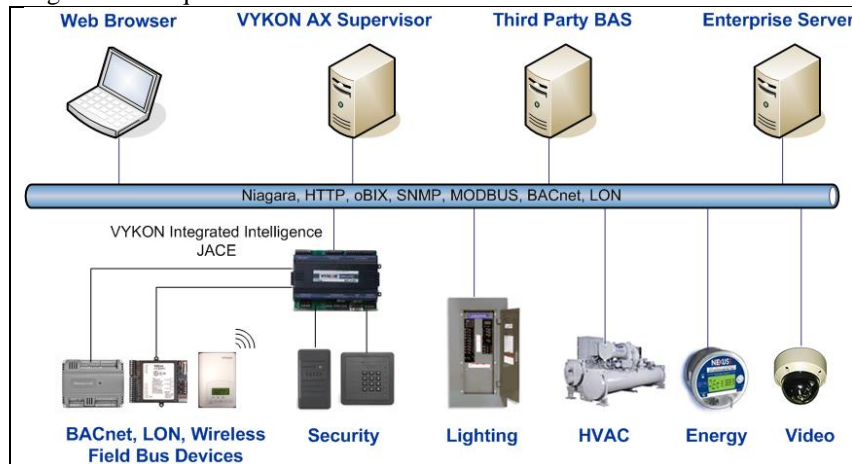 Web Browser
VYKON AX Supervisor
Third Party BAS
Enterprise Server
Niagara, HTTP, oBIX, SNMP, MODBUS, BACnet, LON
VYKON Integrated Intelligence
JACE
NEXUS
BACnet, LON, Wireless
Field Bus Devices
Security
Lighting
HVAC
Energy
Video